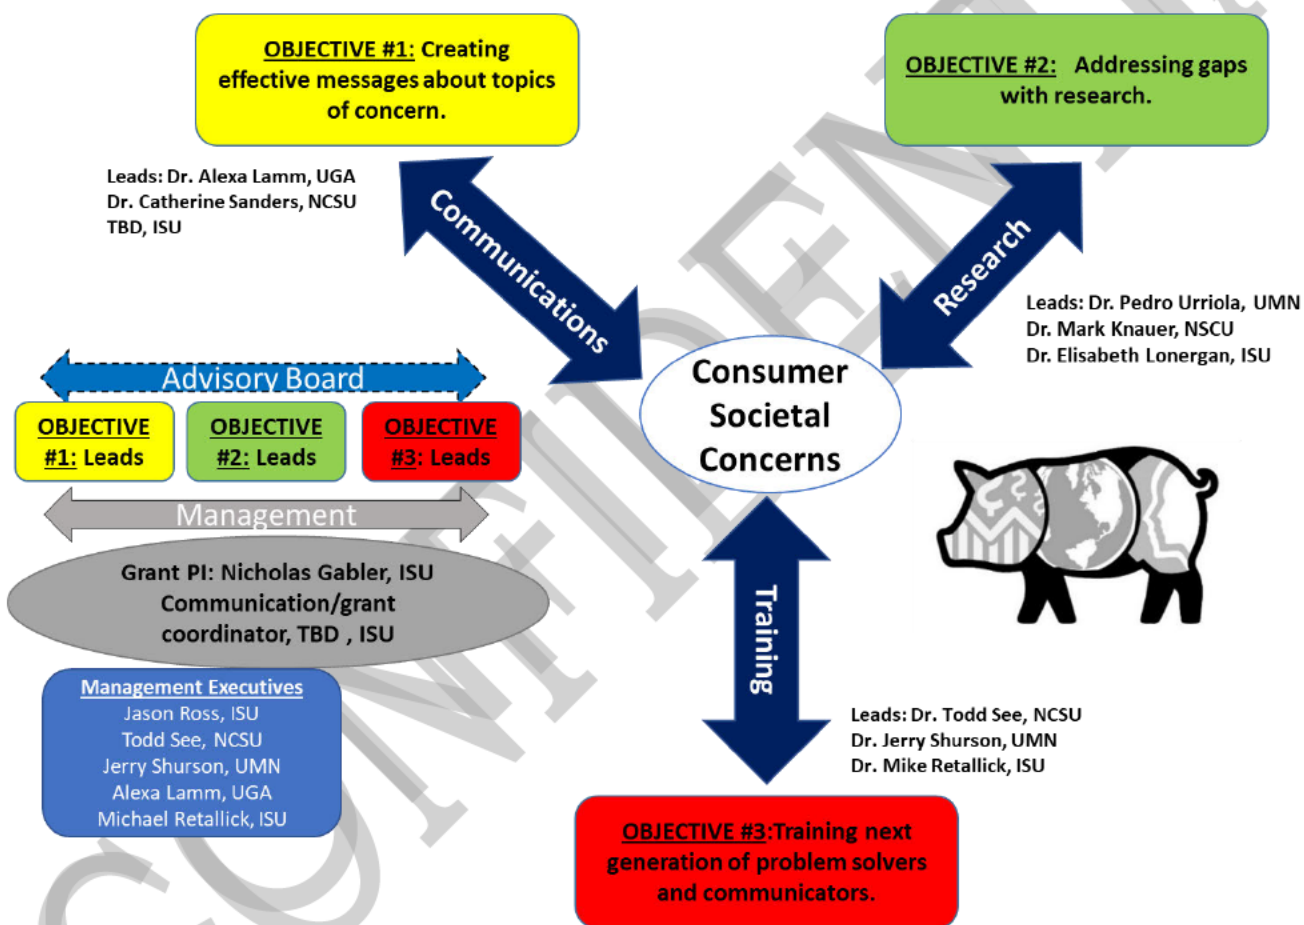 OBJECTIVE #1: Creating
effective messages about topics
of concern.
OBJECTIVE #2: Addressing gaps
with research.
Leads: Dr. Alexa Lamm, UGA
Dr. Catherine Sanders, NCSU
TBD, ISU
Communications
Research
Leads: Dr. Pedro Urriola, UMN
Dr. Mark Knauer, NSCU
Dr. Elisabeth Lonergan, ISU
Consumer
Societal
Concerns
Advisory Board
OBJECTIVE
#1: Leads
OBJECTIVE
#2: Leads
OBJECTIVE
#3: Leads
Management
Grant PI: Nicholas Gabler, ISU
Communication/grant
coordinator, TBD , ISU
Management Executives
Jason Ross, ISU
Todd See, NCSU
Jerry Shurson, UMN
Alexa Lamm, UGA
Michael Retallick, ISU
Training
Leads: Dr. Todd See, NCSU
Dr. Jerry Shurson, UMN
Dr. Mike Retallick, ISU
OBJECTIVE #3:Training next
generation of problem solvers
and communicators.
CONFIDENT